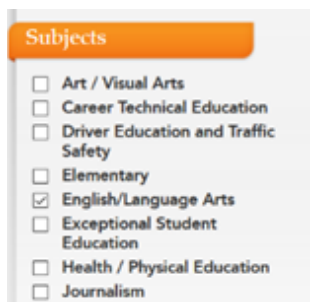 Subjects
Art / Visual Arts
Career Technical Education
Driver Education and Traffic
Safety
Elementary
English/Language Arts
Exceptional Student
Education
Health / Physical Education
Journalism